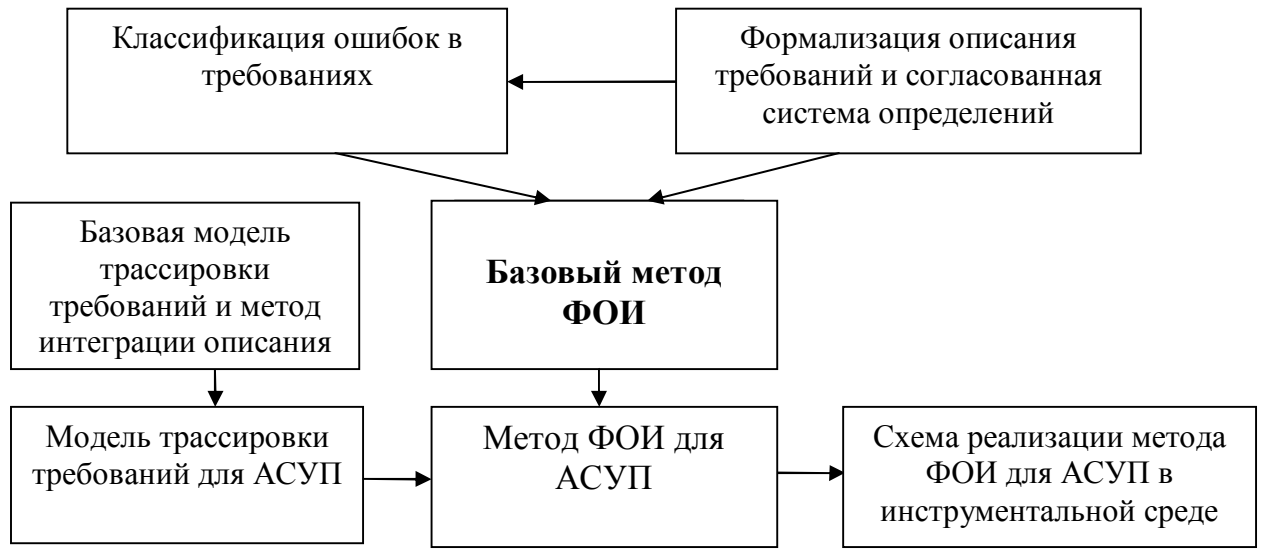 Классификация ошибок в
требованиях
Формализация описания
требований и согласованная
система определений
Базовая модель
трассировки
требований и метод
интеграции описания
Базовый метод
ФОИ
Модель трассировки
требований для АСУП
Метод ФОИ для
АСУП
Схема реализации метода
ФОИ для АСУП в
инструментальной среде